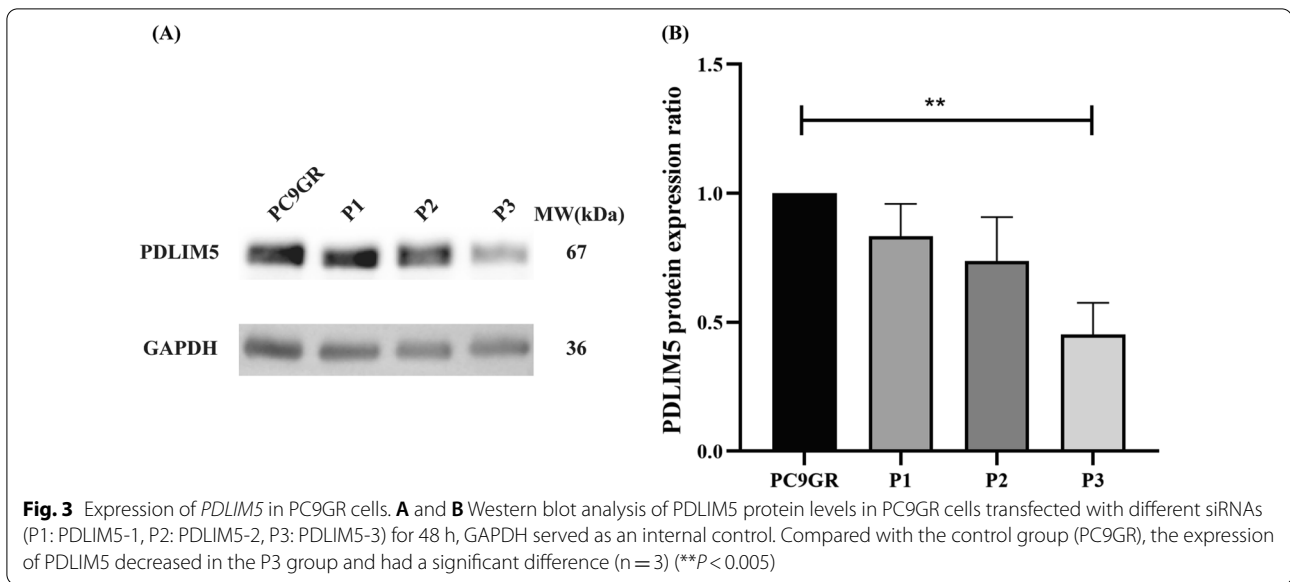 (A)
PC9GR P1 P2 P3 MW(kDa)
PDLIM5 67
GAPDH 36
(B)
PDLIM5 protein expression ratio
1.5
1.0
0.5
0.0
**
PC9GR P1 P2 P3
Fig. 3 Expression of PDLIM5 in PC9GR cells. A and B Western blot analysis of PDLIM5 protein levels in PC9GR cells transfected with different siRNAs
(P1: PDLIM5-1, P2: PDLIM5-2, P3: PDLIM5-3) for 48 h, GAPDH served as an internal control. Compared with the control group (PC9GR), the expression
of PDLIM5 decreased in the P3 group and had a significant difference (n = 3) (**P < 0.005)